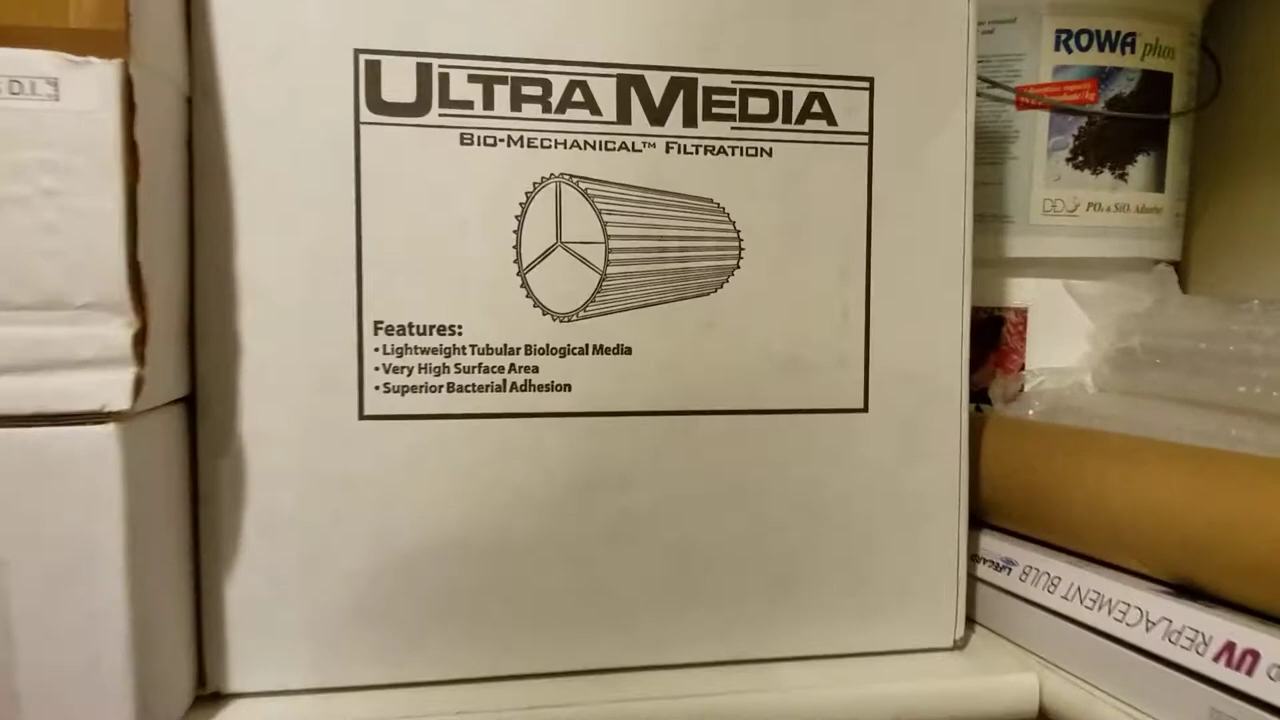 D.I.
ULTRA MEDIA
BIO-MECHANICAL™ FILTRATION
Features:
• Lightweight Tubular Biological Media
• Very High Surface Area
• Superior Bacterial Adhesion
ROWA phos
D-D
PO₄ & SiO₂ Adsorber
LIFEGARD
UV REPLACEMENT BULB